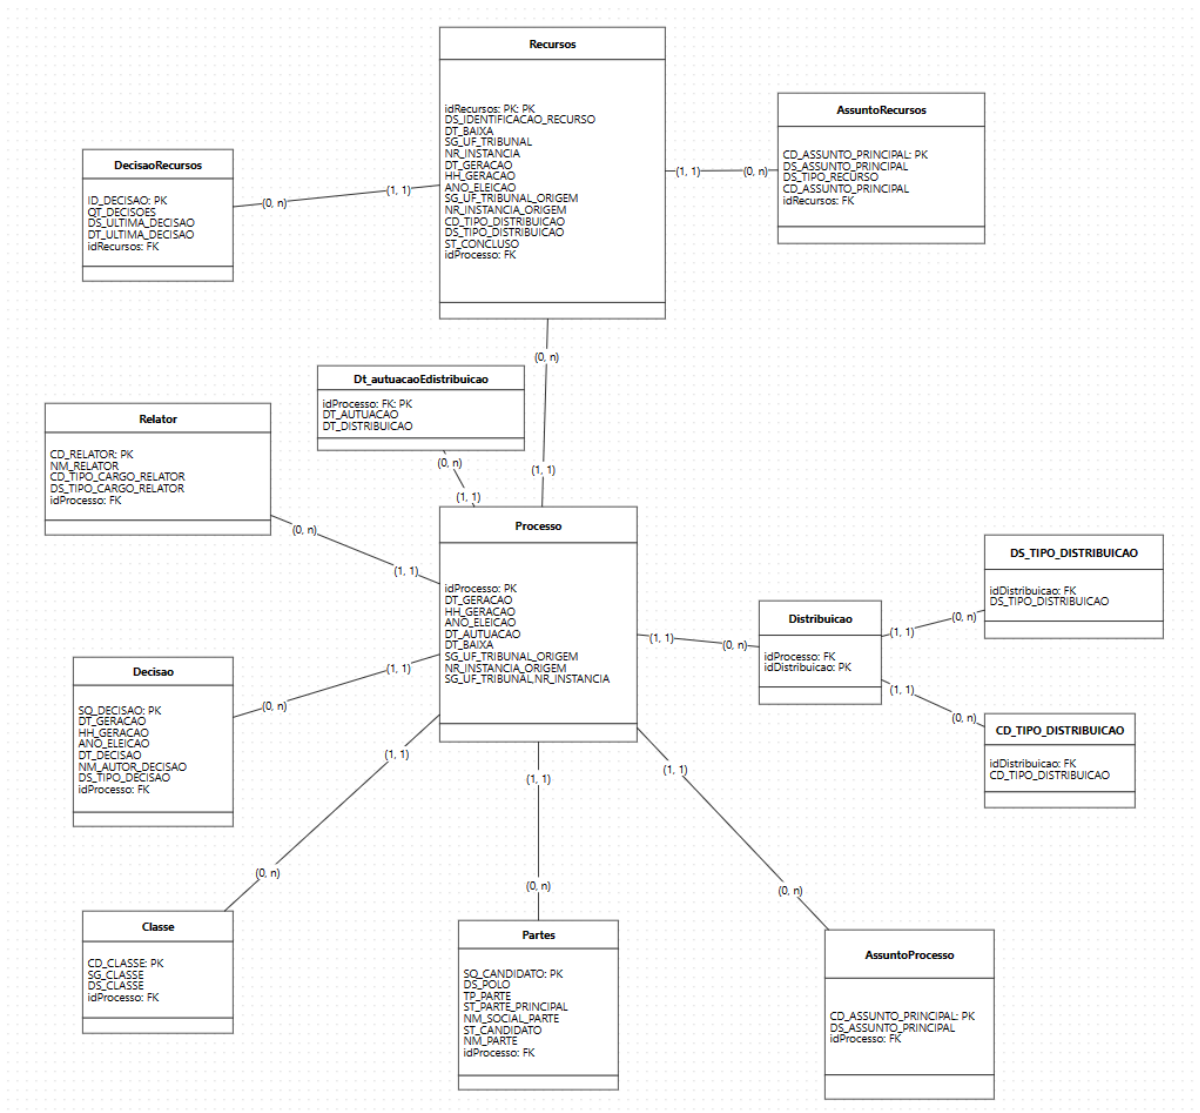 Recursos
idRecursos: PK: PK
DS_IDENTIFICACAO_RECURSO
DT_BAIXA
SG_UF_TRIBUNAL
NR_INSTANCIA
DT_GERACAO
HH_GERACAO
ANO_ELEICAO
SG_UF_TRIBUNAL_ORIGEM
NR_INSTANCIA_ORIGEM
CD_TIPO_DISTRIBUICAO
DS_TIPO_DISTRIBUICAO
ST_CONCLUSO
idProcesso: FK
AssuntoRecursos
CD_ASSUNTO_PRINCIPAL: PK
DS_ASSUNTO_PRINCIPAL
DS_TIPO_RECURSO
CD_ASSUNTO_PRINCIPAL
idRecursos: FK
(1, 1)
(0, n)
DecisaoRecursos
ID_DECISAO: PK
QT_DECISOES
DS_ULTIMA_DECISAO
DT_ULTIMA_DECISAO
idRecursos: FK
(0, n)
(1, 1)
(0, n)
(1, 1)
Dt_autuacaoEdistribuicao
idProcesso: FK: PK
DT_AUTUACAO
DT_DISTRIBUICAO
(0, n)
(1, 1)
Relator
CD_RELATOR: PK
NM_RELATOR
CD_TIPO_CARGO_RELATOR
DS_TIPO_CARGO_RELATOR
idProcesso: FK
(0, n)
(1, 1)
Processo
idProcesso: PK
DT_GERACAO
HH_GERACAO
ANO_ELEICAO
DT_AUTUACAO
DT_BAIXA
SG_UF_TRIBUNAL_ORIGEM
NR_INSTANCIA_ORIGEM
SG_UF_TRIBUNAL,NR_INSTANCIA
(1, 1)
(0, n)
Distribuicao
idProcesso: FK
idDistribuicao: PK
(1, 1)
(0, n)
DS_TIPO_DISTRIBUICAO
idDistribuicao: FK
DS_TIPO_DISTRIBUICAO
(1, 1)
(0, n)
CD_TIPO_DISTRIBUICAO
idDistribuicao: FK
CD_TIPO_DISTRIBUICAO
Decisao
SQ_DECISAO: PK
DT_GERACAO
HH_GERACAO
ANO_ELEICAO
DT_DECISAO
NM_AUTOR_DECISAO
DS_TIPO_DECISAO
idProcesso: FK
(0, n)
(1, 1)
(1, 1)
(0, n)
Classe
CD_CLASSE: PK
SG_CLASSE
DS_CLASSE
idProcesso: FK
(1, 1)
(0, n)
Partes
SQ_CANDIDATO: PK
DS_POLO
TP_PARTE
ST_PARTE_PRINCIPAL
NM_SOCIAL_PARTE
ST_CANDIDATO
NM_PARTE
idProcesso: FK
(1, 1)
(0, n)
AssuntoProcesso
CD_ASSUNTO_PRINCIPAL: PK
DS_ASSUNTO_PRINCIPAL
idProcesso: FK